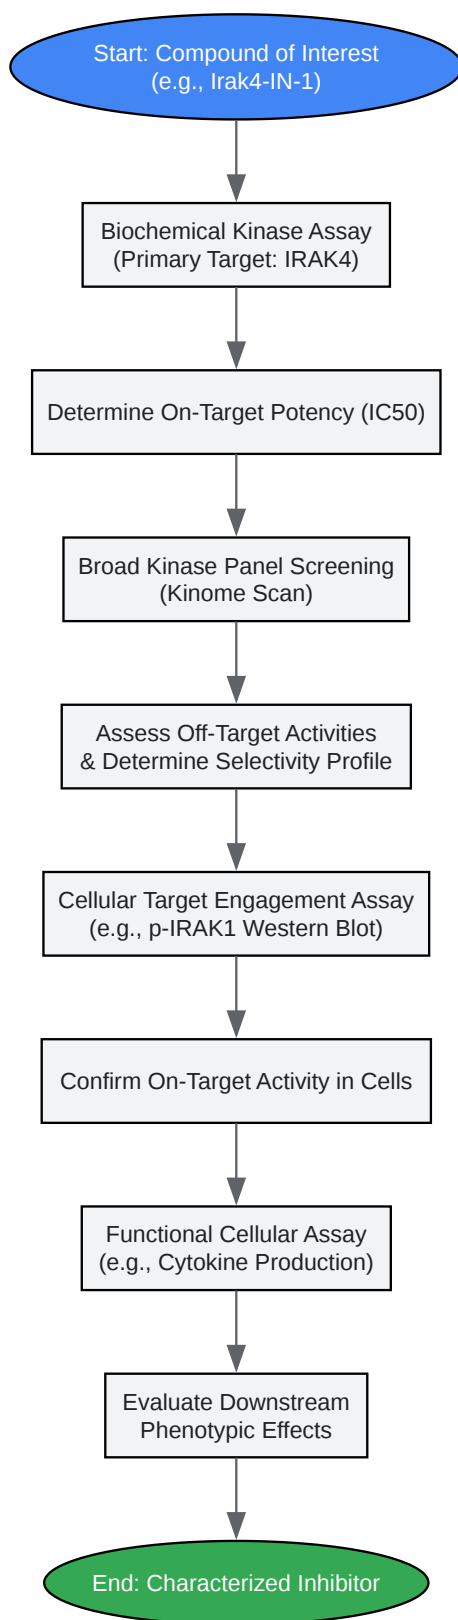 Start: Compound of Interest
(e.g., Irak4-IN-1)
Biochemical Kinase Assay
(Primary Target: IRAK4)
Determine On-Target Potency (IC50)
Broad Kinase Panel Screening
(Kinome Scan)
Assess Off-Target Activities
& Determine Selectivity Profile
Cellular Target Engagement Assay
(e.g., p-IRAK1 Western Blot)
Confirm On-Target Activity in Cells
Functional Cellular Assay
(e.g., Cytokine Production)
Evaluate Downstream
Phenotypic Effects
End: Characterized Inhibitor